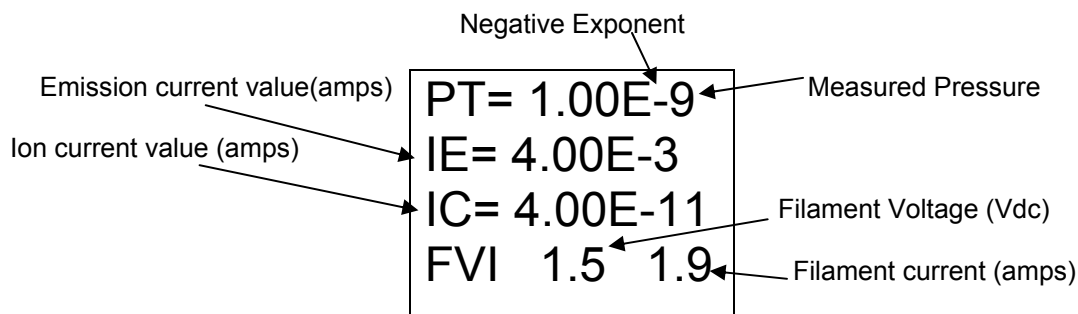 Negative Exponent
Emission current value(amps)
Ion current value (amps)
PT= 1.00E-9
IE= 4.00E-3
IC= 4.00E-11
FVI 1.5 1.9
Measured Pressure
Filament Voltage (Vdc)
Filament current (amps)